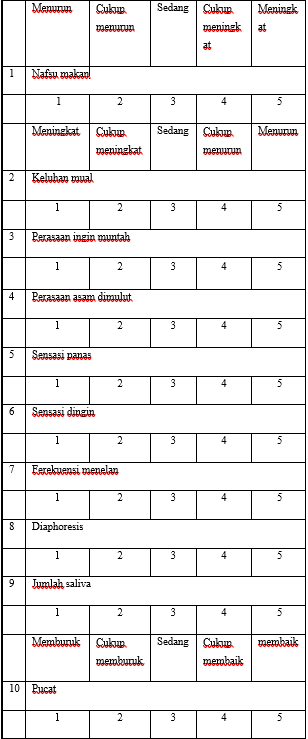 Menurun Cukup Sedang Cukup Meningk
menurun meningk at
at
1 Nafsu makan
1 2 3 4 5
Meningkat Cukup Sedang Cukup Menurun
meningkat menurun
2 Keluhan mual
1 2 3 4 5
3 Perasaan ingin muntah
1 2 3 4 5
4 Perasaan asam dimulut
1 2 3 4 5
5 Sensasi panas
1 2 3 4 5
6 Sensasi dingin
1 2 3 4 5
7 Ferekuensi menelan
1 2 3 4 5
8 Diaphoresis
1 2 3 4 5
9 Jumlah saliva
1 2 3 4 5
Memburuk Cukup Sedang Cukup membaik
memburuk membaik
10 Pucat
1 2 3 4 5